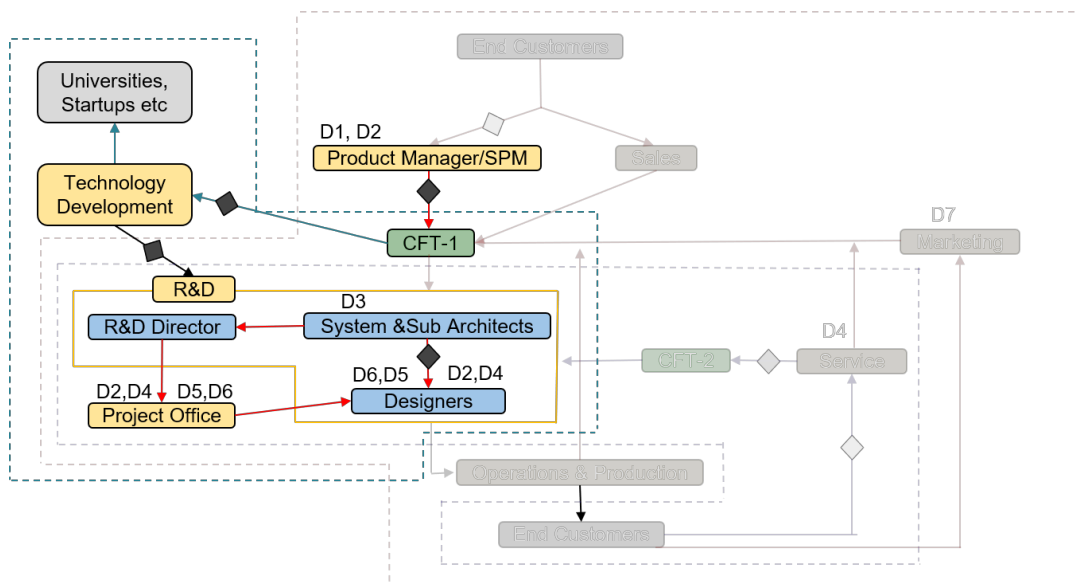 End Customers
Universities,
Startups etc
D1, D2
Product Manager/SPM
Sales
Technology
Development
D7
CFT-1
Marketing
R&D
D3
R&D Director
System &Sub Architects
D4
CFT-2
Service
D6,D5
D2,D4
D2,D4
D5,D6
Designers
Project Office
Operations & Production
End Customers